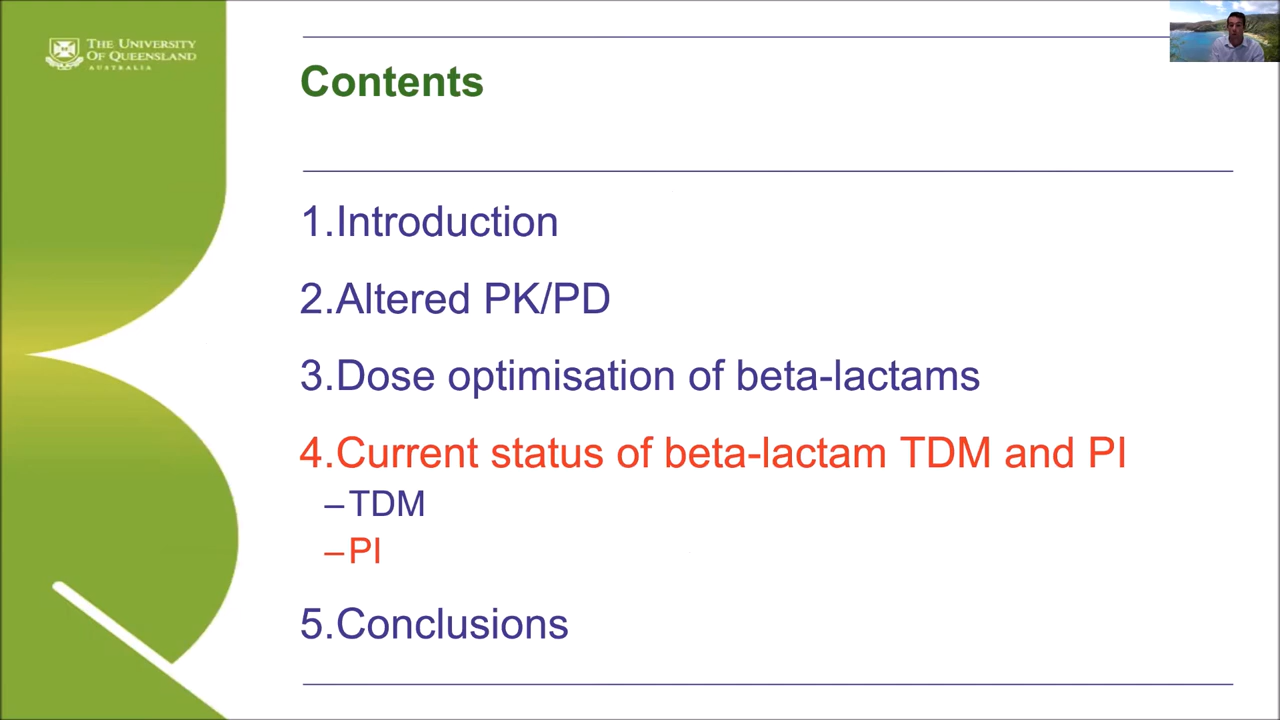 THE UNIVERSITY
OF QUEENSLAND
AUSTRALIA
Contents
1.Introduction
2.Altered PK/PD
3.Dose optimisation of beta-lactams
4.Current status of beta-lactam TDM and PI
–TDM
–PI
5.Conclusions